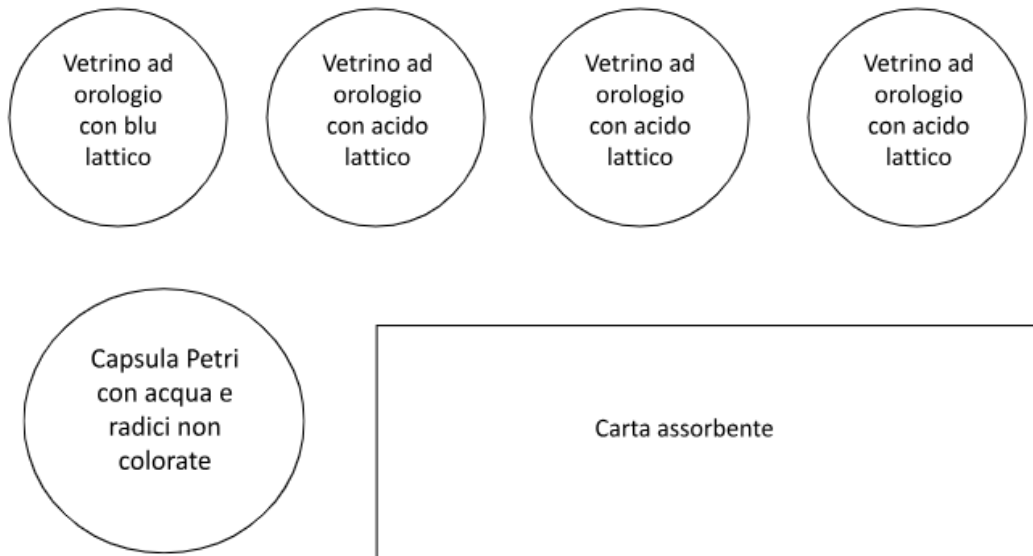 Vetrino ad
orologio
con blu
lattico
Vetrino ad
orologio
con acido
lattico
Vetrino ad
orologio
con acido
lattico
Vetrino ad
orologio
con acido
lattico
Capsula Petri
con acqua e
radici non
colorate
Carta assorbente